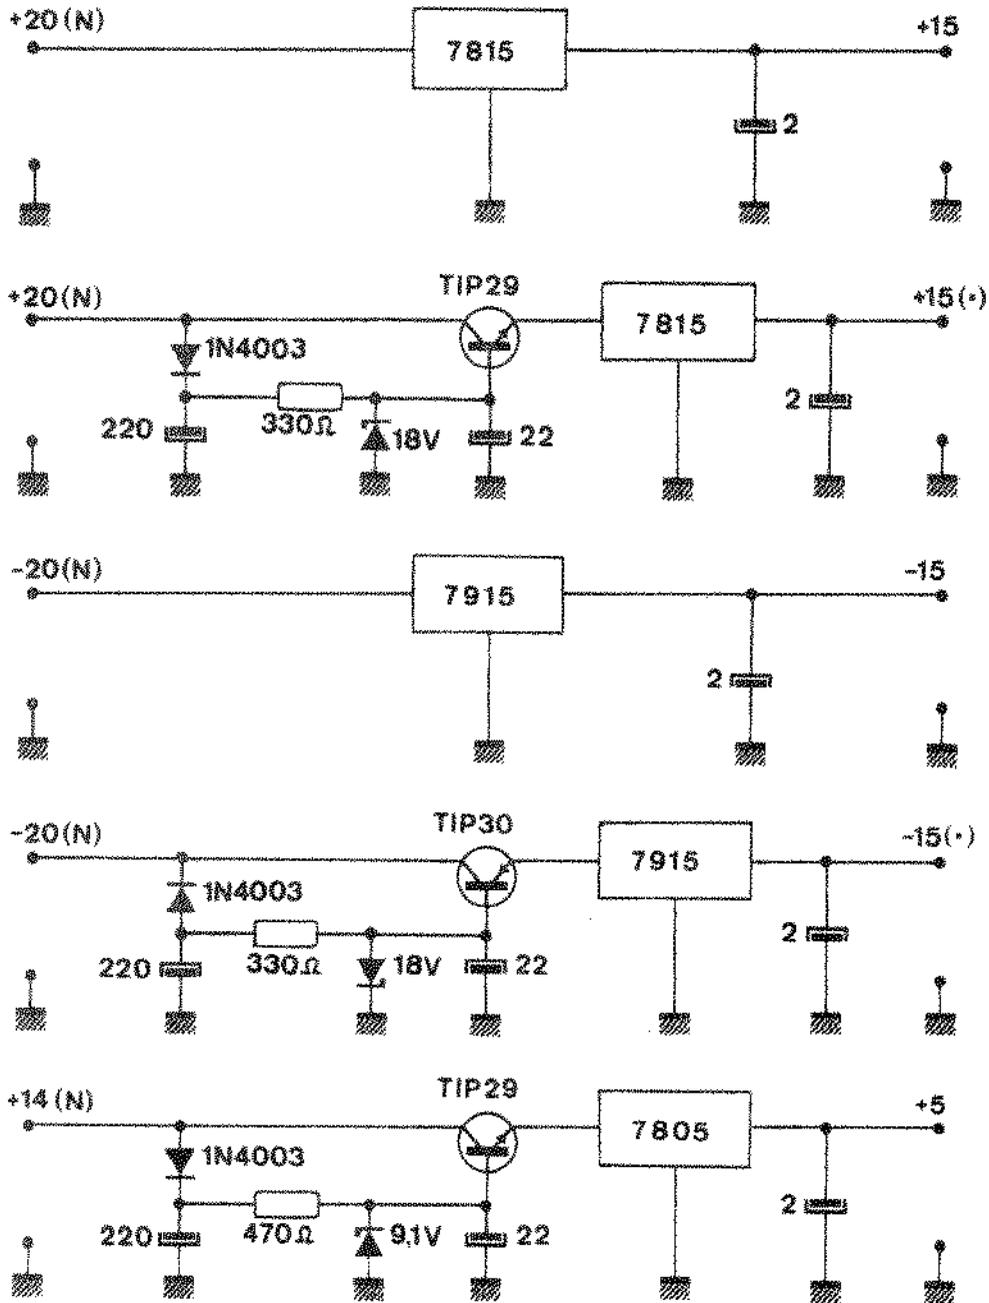 +20(N)
7815
+15
2
+20(N)
TIP29
7815
+15(•)
1N4003
330Ω
220
18V
22
2
-20(N)
7915
-15
2
-20(N)
TIP30
7915
-15(•)
1N4003
330Ω
220
18V
22
2
+14(N)
TIP29
7805
+5
1N4003
470Ω
220
9,1V
22
2